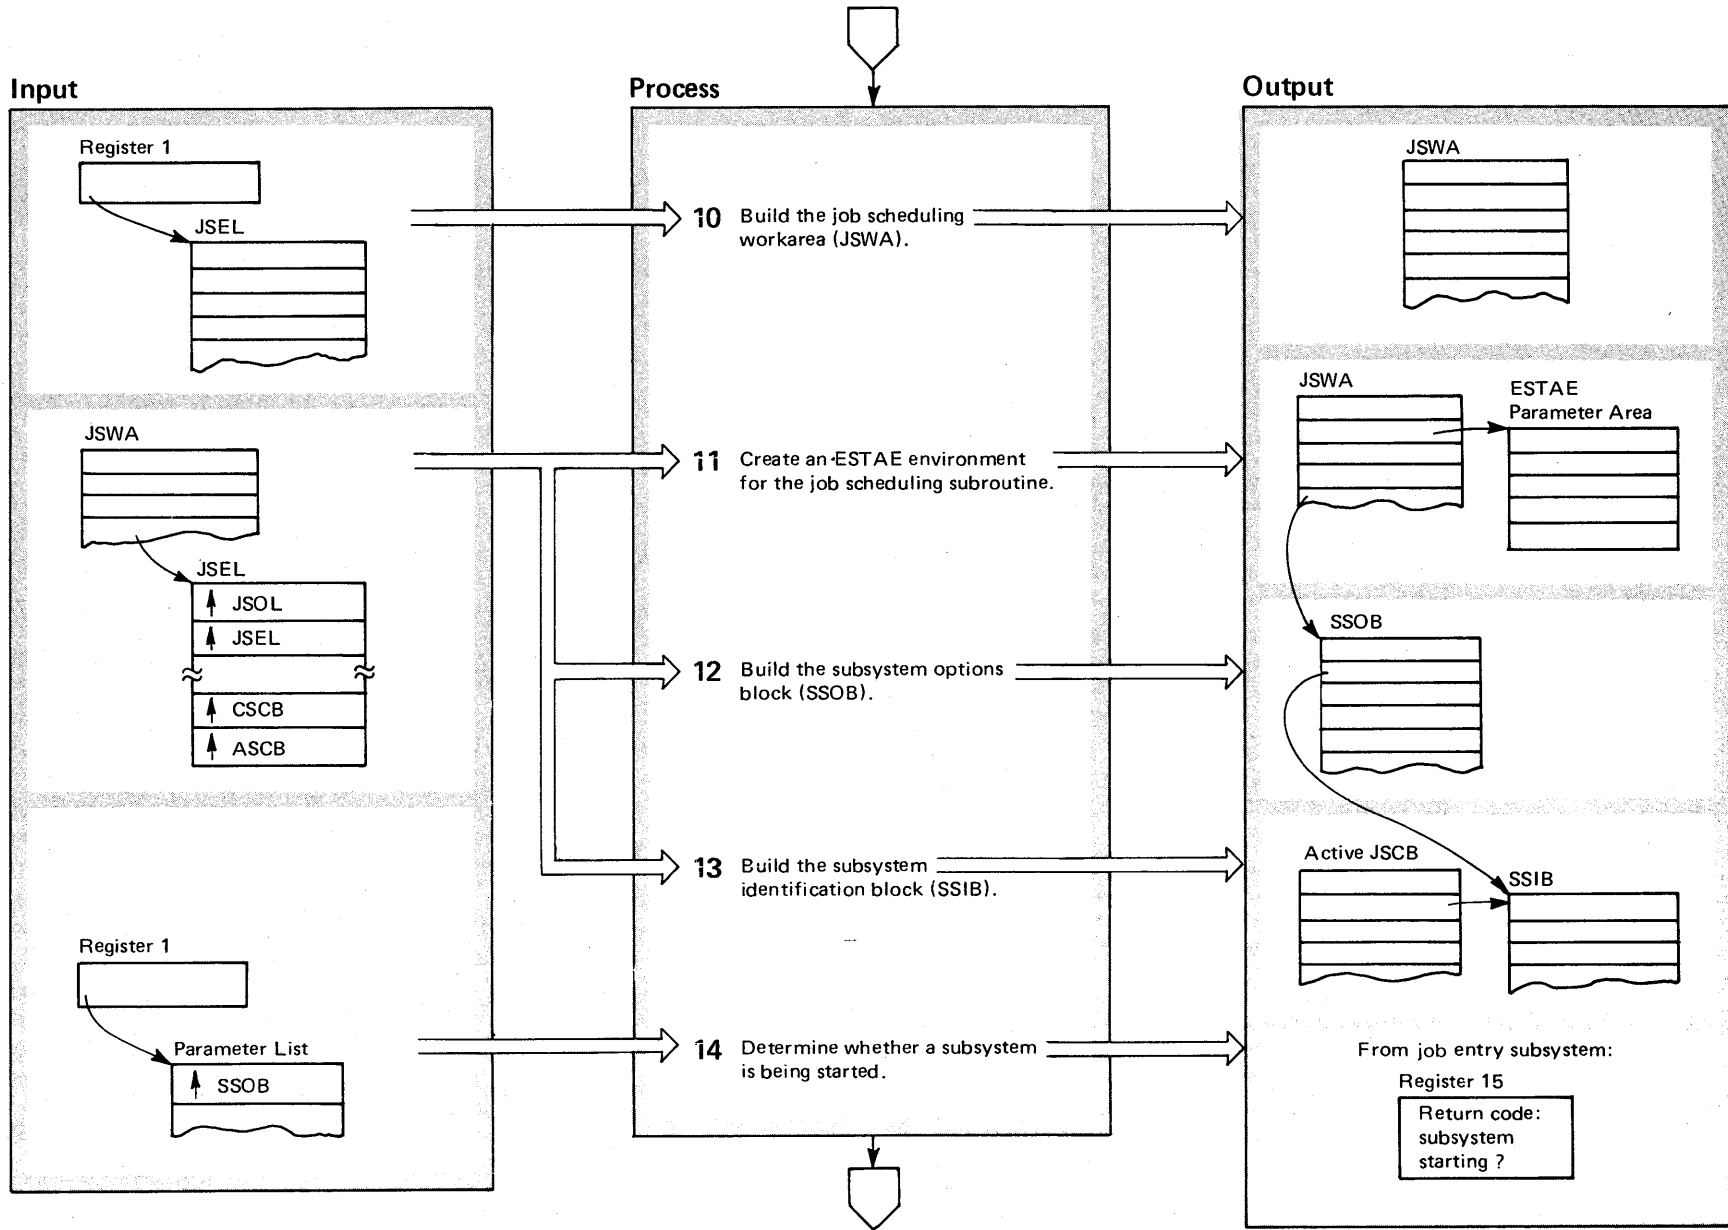 Input
Register 1
JSEL
JSWA
JSEL
JSOL
JSEL
CSCB
ASCB
Register 1
Parameter List
SSOB
Process
10 Build the job scheduling
workarea (JSWA).
11 Create an ESTAE environment
for the job scheduling subroutine.
12 Build the subsystem options
block (SSOB).
13 Build the subsystem
identification block (SSIB).
14 Determine whether a subsystem
is being started.
Output
JSWA
JSWA
ESTAE
Parameter Area
SSOB
Active JSCB
SSIB
From job entry subsystem:
Register 15
Return code:
subsystem
starting ?